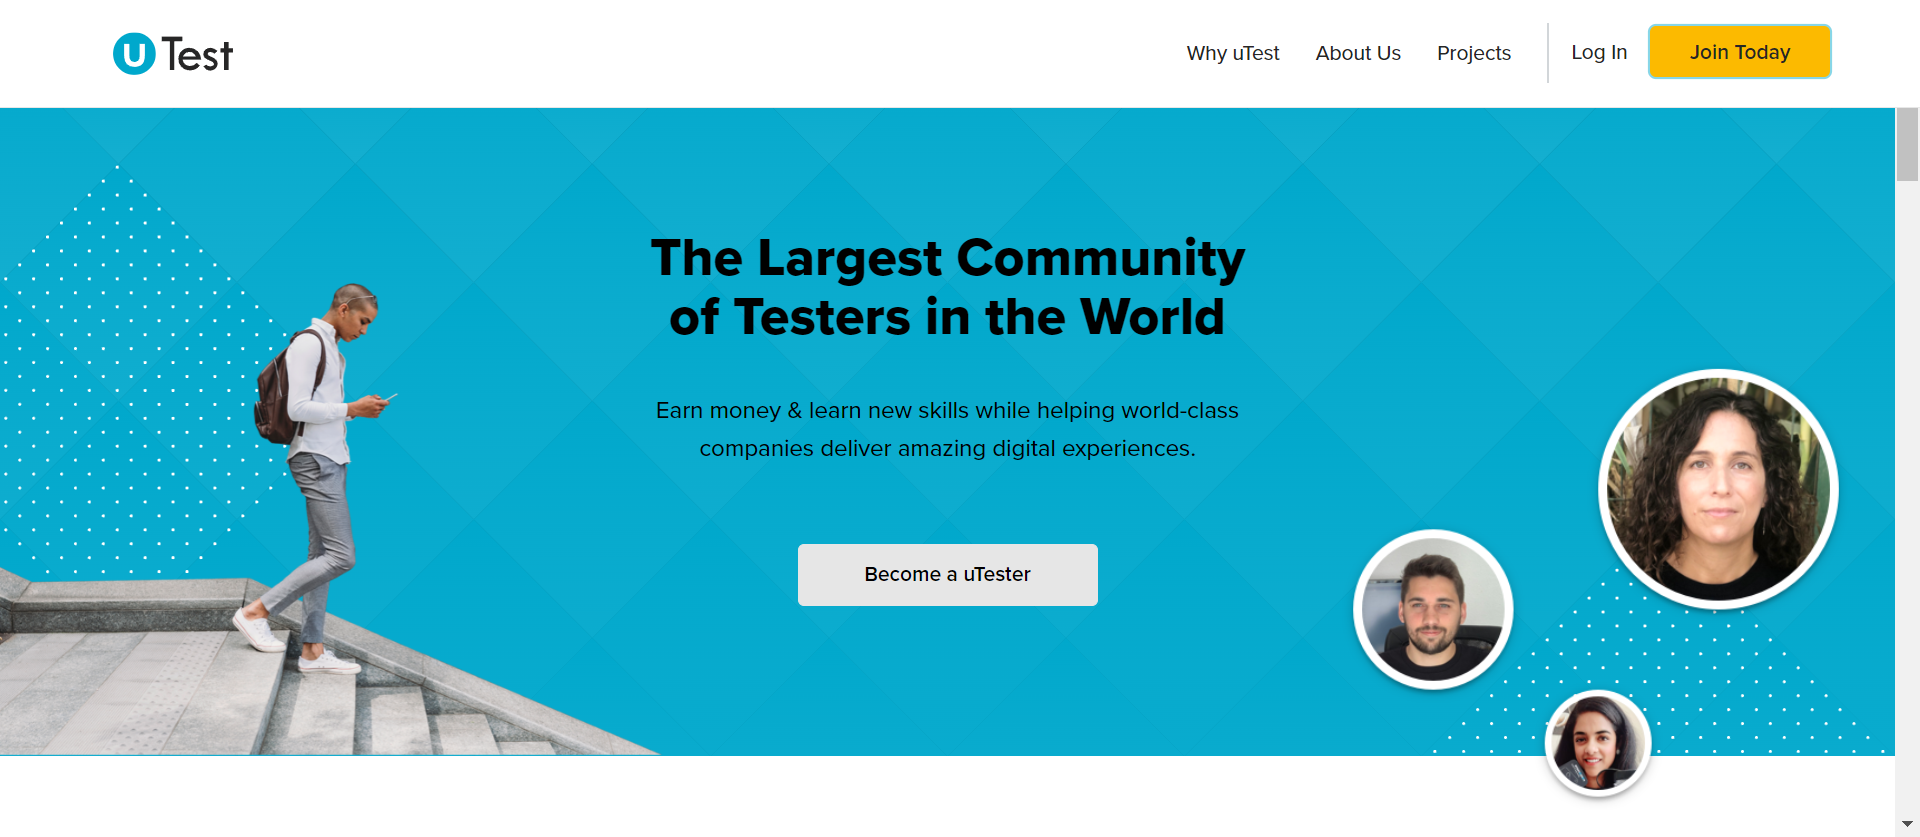 u Test
Why uTest
About Us
Projects
Log In
Join Today
The Largest Community
of Testers in the World
Earn money & learn new skills while helping world-class
companies deliver amazing digital experiences.
Become a uTester